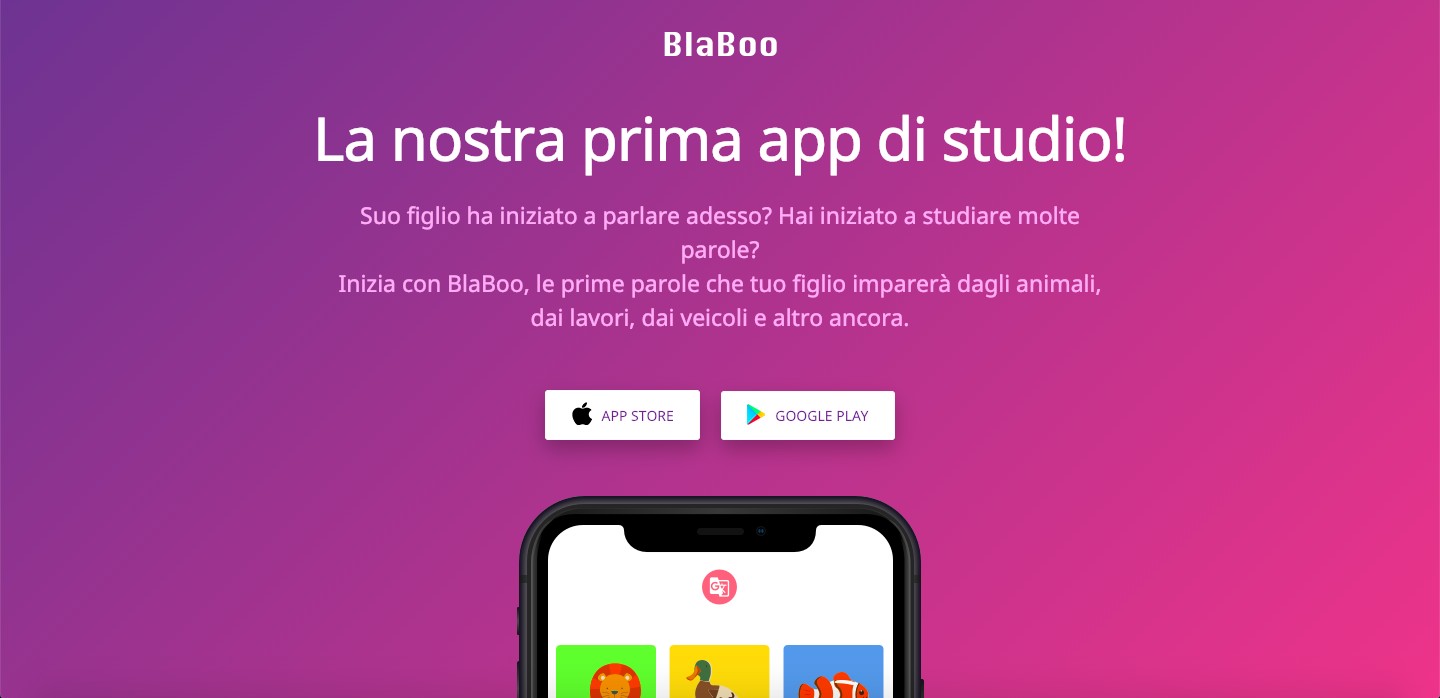 BlaBoo
La nostra prima app di studio!
Suo figlio ha iniziato a parlare adesso? Hai iniziato a studiare molte
parole?
Inizia con BlaBoo, le prime parole che tuo figlio imparerà dagli animali,
dai lavori, dai veicoli e altro ancora.
APP STORE
GOOGLE PLAY